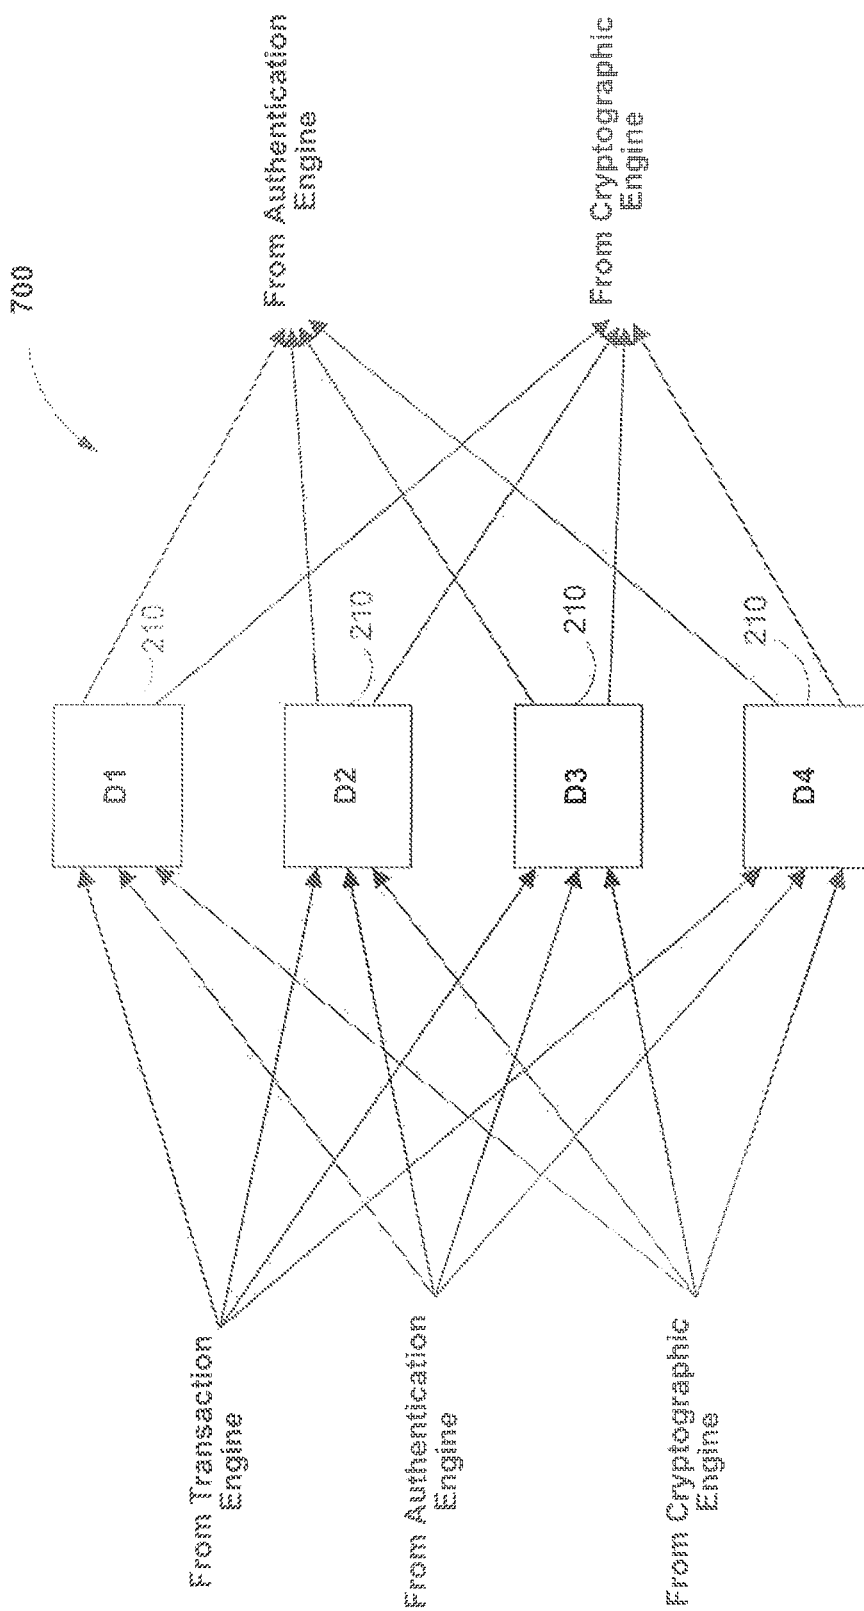 700
From Transaction
Engine
From Authentication
Engine
From Cryptographic
Engine
D1
210
D2
210
D3
210
D4
210
From Authentication
Engine
From Cryptographic
Engine